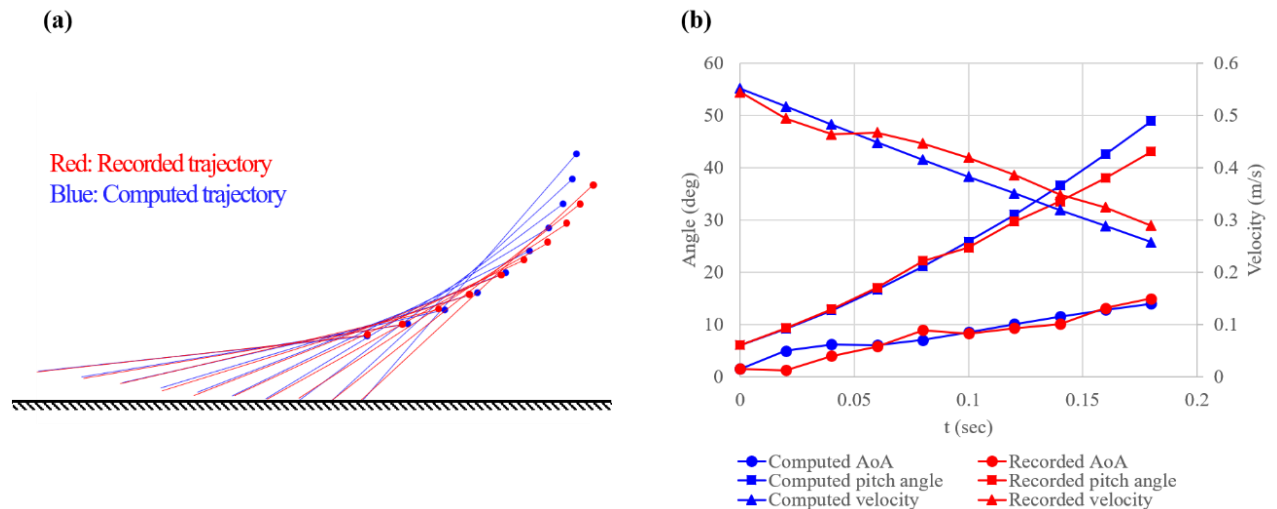 (a)
Red: Recorded trajectory
Blue: Computed trajectory
(b)
60
50
40
30
20
10
0
Angle (deg)
0.6
0.5
0.4
0.3
0.2
0.1
0
Velocity (m/s)
0 0.05 0.1 0.15 0.2
t (sec)
Computed AoA Recorded AoA
Computed pitch angle Recorded pitch angle
Computed velocity Recorded velocity